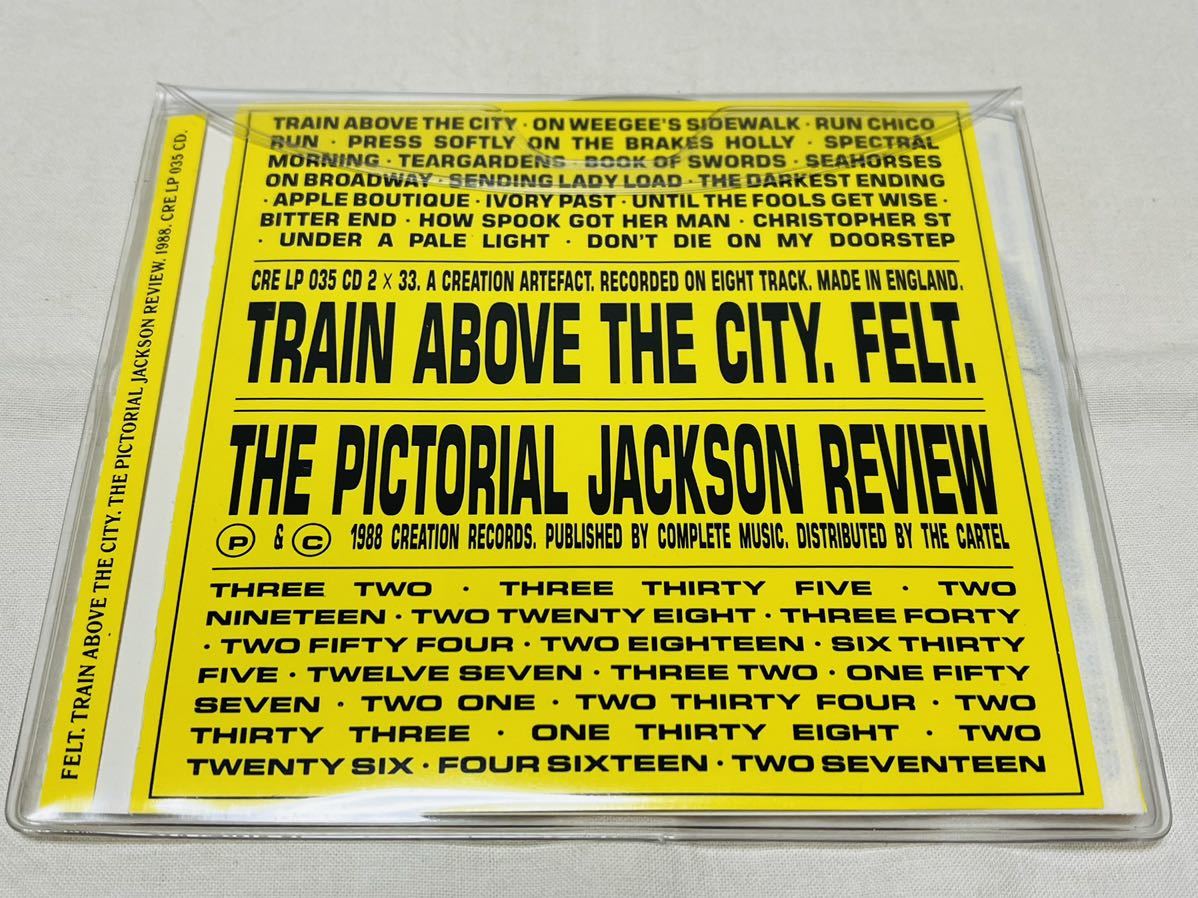 TRAIN ABOVE THE CITY · ON WEEGEE'S SIDEWALK · RUN CHICO
RUN · PRESS SOFTLY ON THE BRAKES HOLLY · SPECTRAL
MORNING · TEARGARDENS · BOOK OF SWORDS · SEAHORSES
ON BROADWAY · SENDING LADY LOAD · THE DARKEST ENDING
· APPLE BOUTIQUE · IVORY PAST · UNTIL THE FOOLS GET WISE ·
BITTER END · HOW SPOOK GOT HER MAN · CHRISTOPHER ST
· UNDER A PALE LIGHT · DON'T DIE ON MY DOORSTEP
CRE LP 035 CD 2 X 33. A CREATION ARTEFACT. RECORDED ON EIGHT TRACK. MADE IN ENGLAND.
TRAIN ABOVE THE CITY. FELT.
THE PICTORIAL JACKSON REVIEW
Ⓟ & Ⓒ 1988 CREATION RECORDS. PUBLISHED BY COMPLETE MUSIC. DISTRIBUTED BY THE CARTEL
THREE TWO · THREE THIRTY FIVE · TWO
NINETEEN · TWO TWENTY EIGHT · THREE FORTY
· TWO FIFTY FOUR · TWO EIGHTEEN · SIX THIRTY
FIVE · TWELVE SEVEN · THREE TWO · ONE FIFTY
SEVEN · TWO ONE · TWO THIRTY FOUR · TWO
THIRTY THREE · ONE THIRTY EIGHT · TWO
TWENTY SIX · FOUR SIXTEEN · TWO SEVENTEEN
FELT. TRAIN ABOVE THE CITY. THE PICTORIAL JACKSON REVIEW. 1988. CRE LP 035 CD.